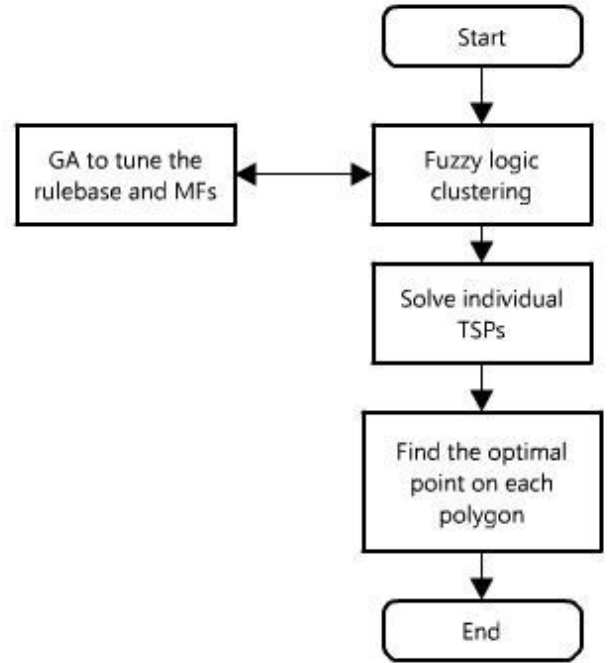 Start
GA to tune the
rulebase and MFs
Fuzzy logic
clustering
Solve individual
TSPs
Find the optimal
point on each
polygon
End